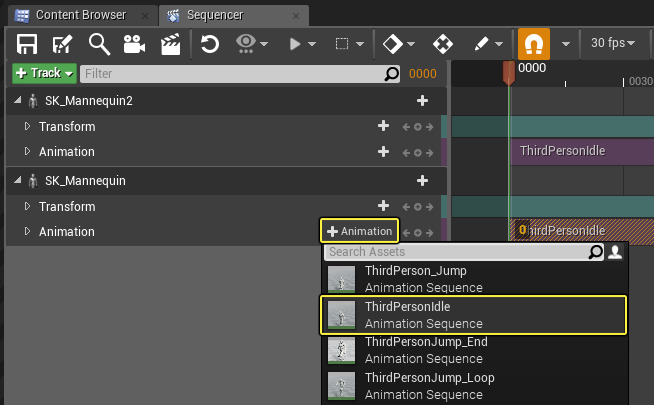 Content Browser
Sequencer
30 fps
Track
Filter
0000
0000
0030
SK_Mannequin2
Transform
Animation
ThirdPersonIdle
SK_Mannequin
Transform
Animation
Animation
0
ThirdPersonIdle
Search Assets
ThirdPerson_Jump
Animation Sequence
ThirdPersonIdle
Animation Sequence
ThirdPersonJump_End
Animation Sequence
ThirdPersonJump_Loop
Animation Sequence